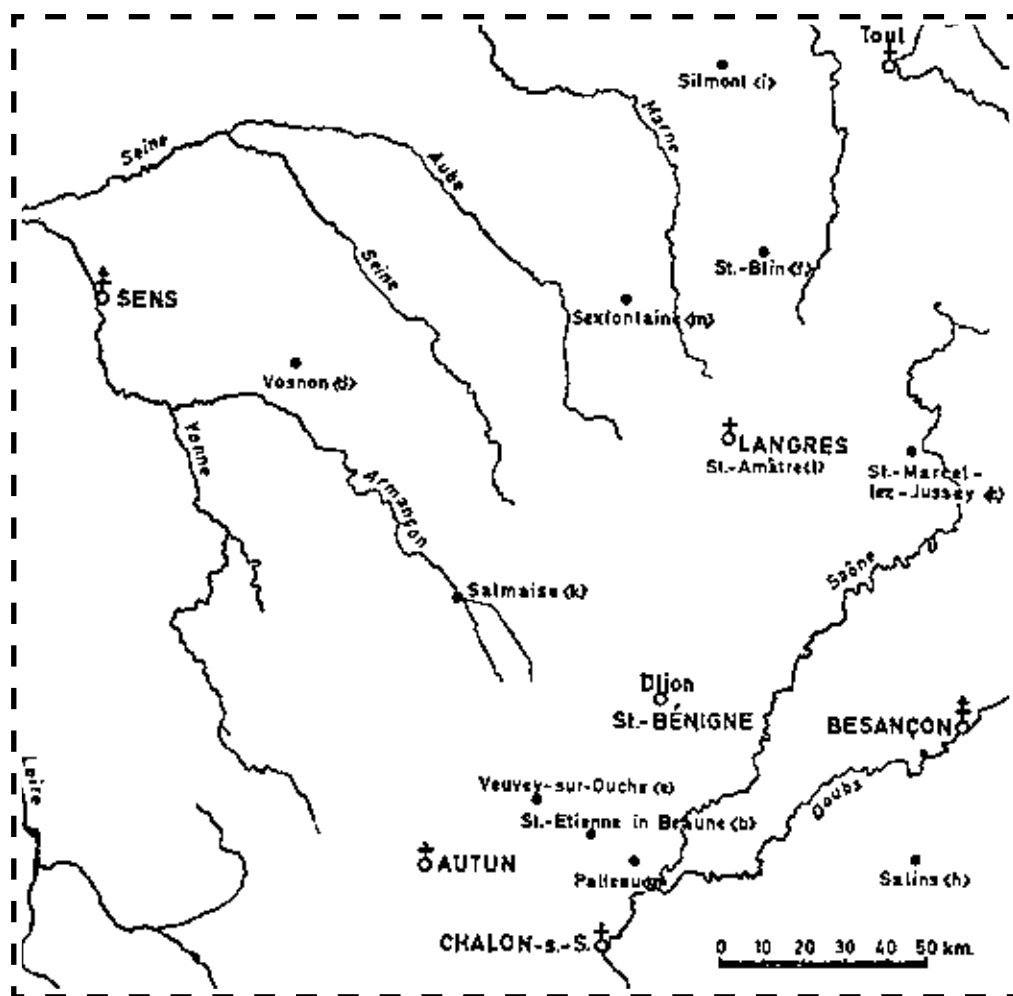 Toul
Silmont (i)
Marne
Seine
Aube
Seine
St.-Blin (f)
SENS
Sexfontaine (m)
Vosnon
Yonne
LANGRES
St.-Amâtre (l)
St.-Marcel-
lez-Jussey
Armançon
Saône
Salmaise (k)
Dijon
St.-BÉNIGNE
BESANÇON
Loire
Doubs
Veuvey-sur-Ouche
St.-Etienne in Beaune (b)
AUTUN
Salins (h)
CHALON-s.-S.
0 10 20 30 40 50 km.